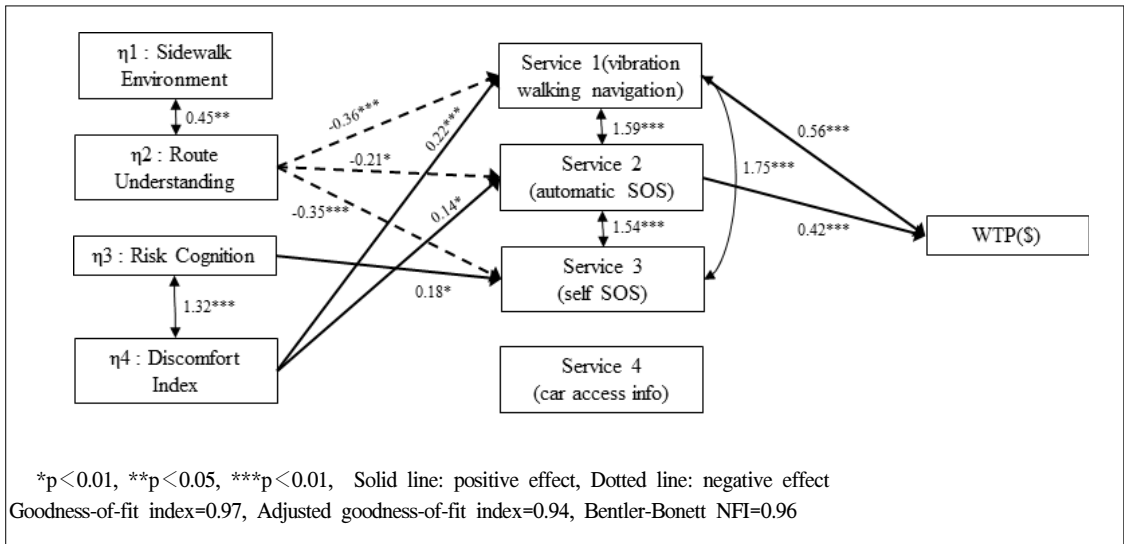 η1 : Sidewalk
Environment
0.45**
η2 : Route
Understanding
η3 : Risk Cognition
1.32***
η4 : Discomfort
Index
-0.36***
0.22***
-0.21*
0.14*
-0.35***
0.18*
Service 1(vibration
walking navigation)
1.59***
Service 2
(automatic SOS)
1.54***
Service 3
(self SOS)
Service 4
(car access info)
1.75***
0.56***
0.42***
WTP($)
*p<0.01, **p<0.05, ***p<0.01, Solid line: positive effect, Dotted line: negative effect
Goodness-of-fit index=0.97, Adjusted goodness-of-fit index=0.94, Bentler-Bonett NFI=0.96